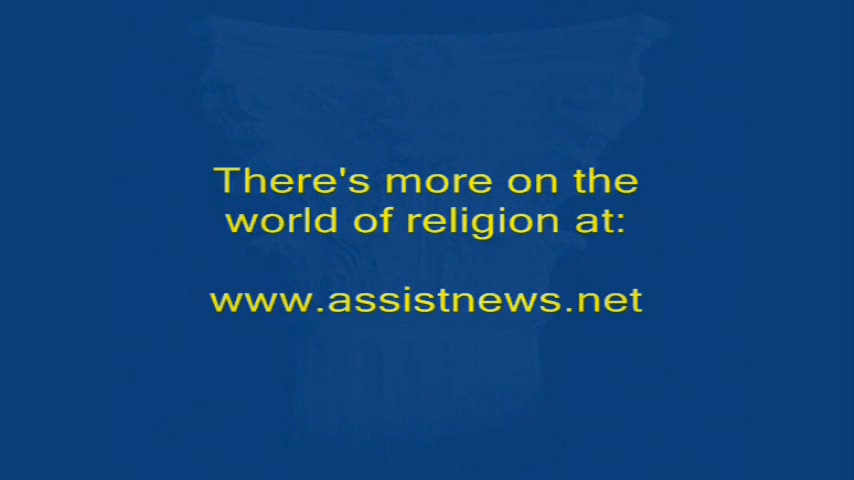 There's more on the
world of religion at:
www.assistnews.net